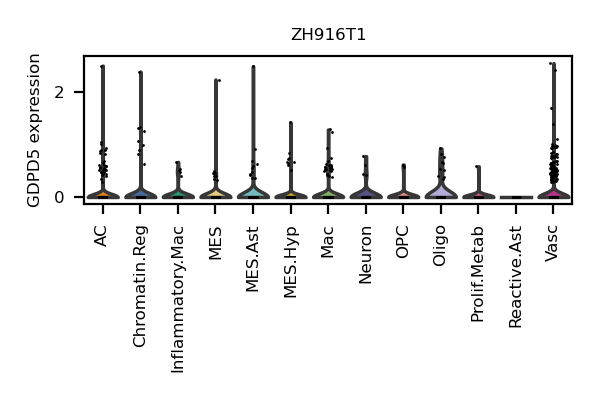 ZH916T1
GDPD5 expression
2
0
AC
Chromatin.Reg
Inflammatory.Mac
MES
MES.Ast
MES.Hyp
Mac
Neuron
OPC
Oligo
Prolif.Metab
Reactive.Ast
Vasc